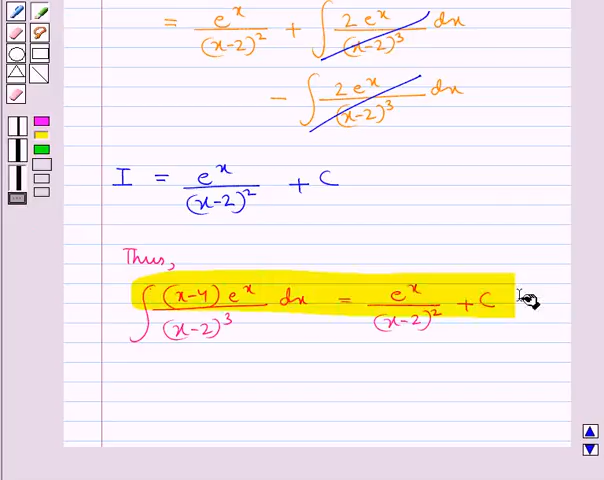 = e^x/(x-2)^2 + ∫ 2e^x/(x-2)^3 dx
- ∫ 2e^x/(x-2)^3 dx
I = e^x/(x-2)^2 + C
Thus,
∫ (x-4) e^x/(x-2)^3 dx = e^x/(x-2)^2 + C